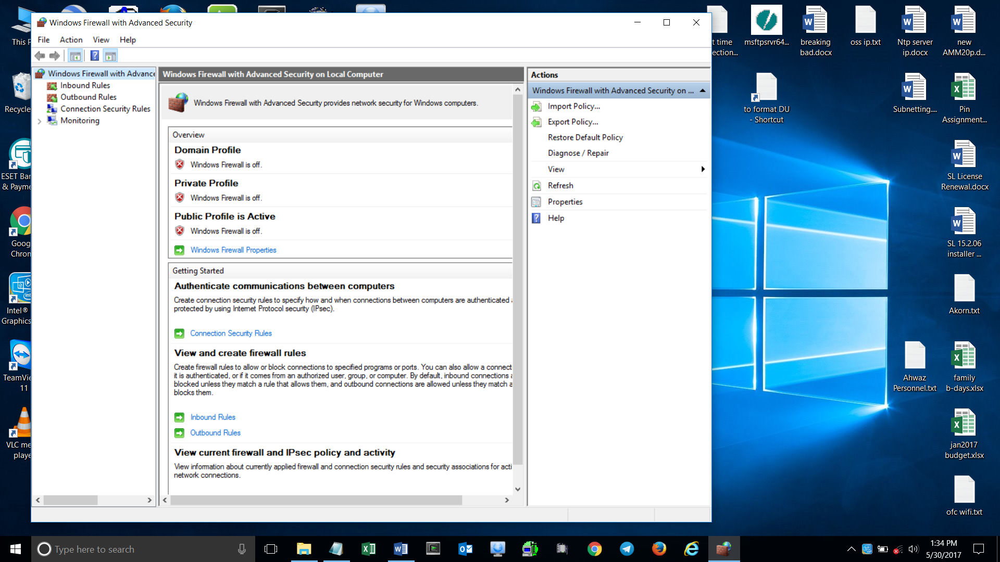 Windows Firewall with Advanced Security
File Action View Help
Windows Firewall with Advance
Inbound Rules
Outbound Rules
Connection Security Rules
Monitoring
Windows Firewall with Advanced Security on Local Computer
Windows Firewall with Advanced Security provides network security for Windows computers.
Overview
Domain Profile
Windows Firewall is off.
Private Profile
Windows Firewall is off.
Public Profile is Active
Windows Firewall is off.
Windows Firewall Properties
Getting Started
Authenticate communications between computers
Create connection security rules to specify how and when connections between computers are authenticated
protected by using Internet Protocol security (IPsec).
Connection Security Rules
View and create firewall rules
Create firewall rules to allow or block connections to specified programs or ports. You can also allow a connect
it is authenticated, or if it comes from an authorized user, group, or computer. By default, inbound connections
blocked unless they match a rule that allows them, and outbound connections are allowed unless they match a
blocks them.
Inbound Rules
Outbound Rules
View current firewall and IPsec policy and activity
View information about currently applied firewall and connection security rules and security associations for acti
network connections.
Actions
Windows Firewall with Advanced Security on ...
Import Policy...
Export Policy...
Restore Default Policy
Diagnose / Repair
View
Refresh
Properties
Help
This P
Recycle
ESET Ban
& Payme
Goog
Chron
Intel®
Graphics
TeamVie
11
VLC me
playe
t time
ection...
msftpsrvr64...
breaking
bad.docx
oss ip.txt
Ntp server
ip.docx
new
AMM20p.d...
to format DU
- Shortcut
Subnetting....
Pin
Assignment...
SL License
Renewal.docx
SL 15.2.06
installer ...
Akorn.txt
Ahwaz
Personnel.txt
family
b-days.xlsx
jan2017
budget.xlsx
ofc wifi.txt
Type here to search
1:34 PM
5/30/2017